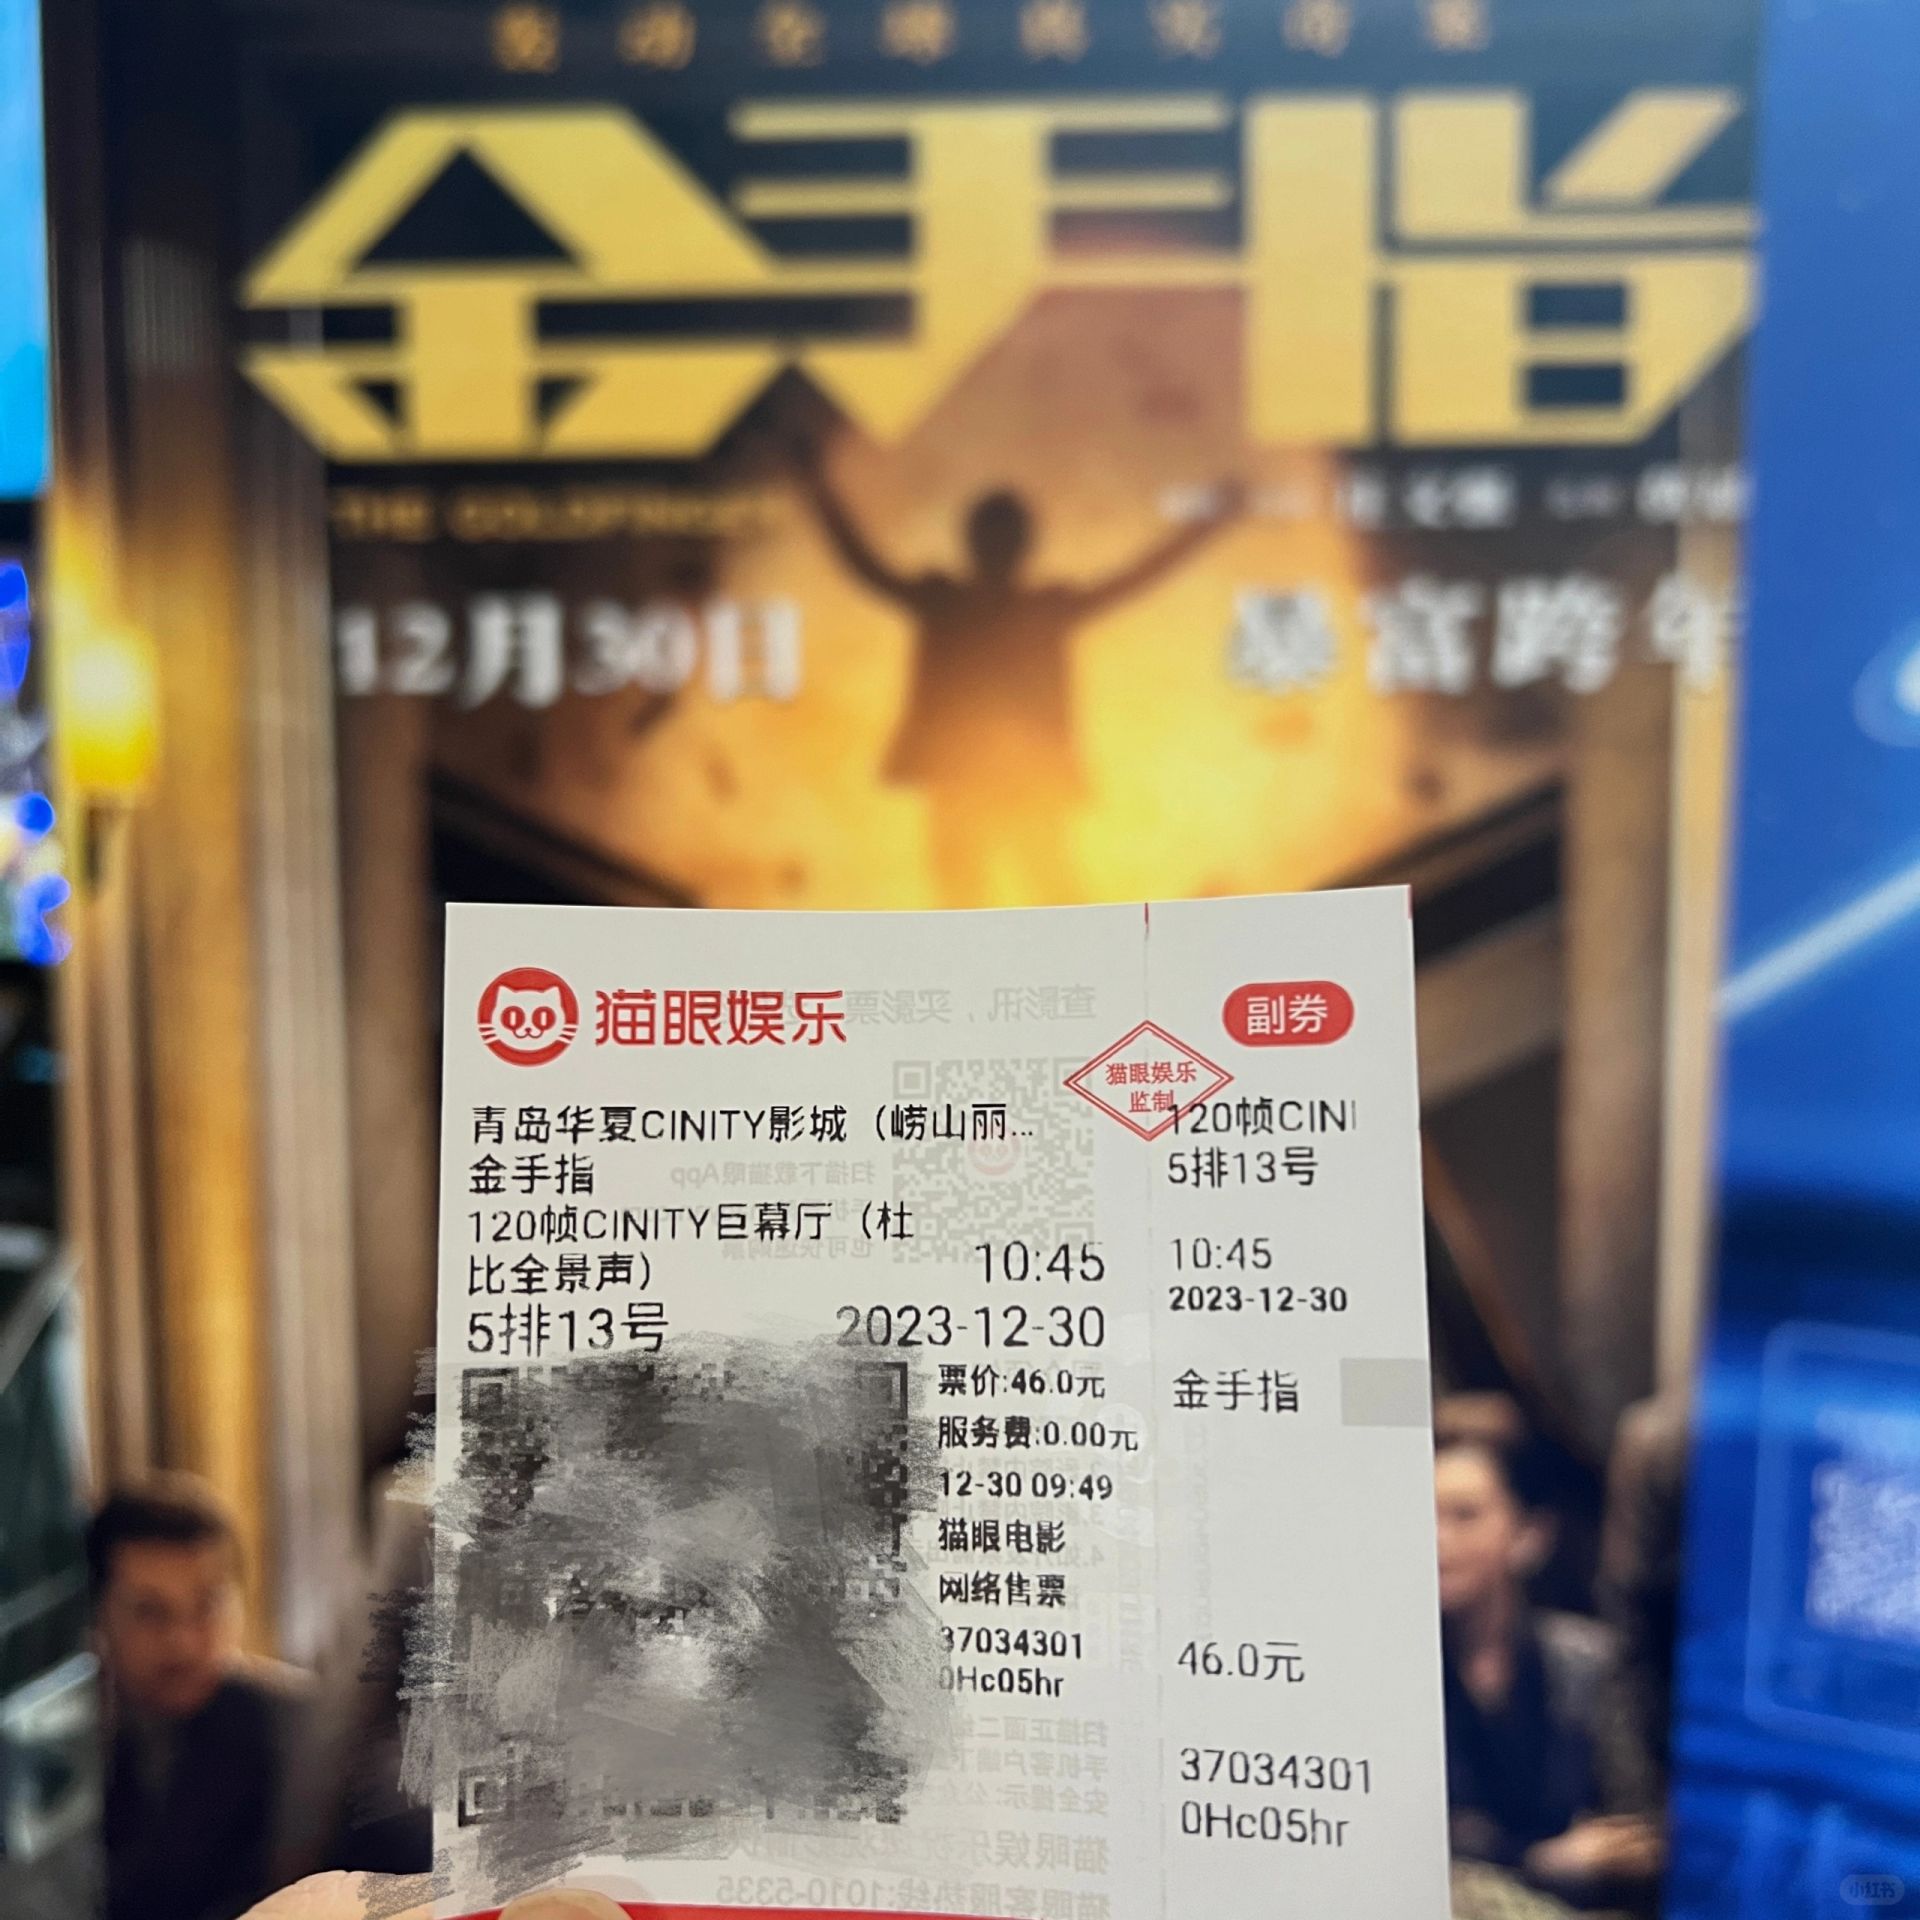 金手指
THE GOLDFINGER
12月30日
暴富跨年
猫眼娱乐
副券
猫眼娱乐
监制
青岛华夏CINITY影城（崂山丽...
金手指
120帧CINITY巨幕厅（杜
比全景声）
10:45
5排13号
2023-12-30
票价:46.0元
服务费:0.00元
12-30 09:49
猫眼电影
网络售票
37034301
0Hc05hr
120帧CINI
5排13号
10:45
2023-12-30
金手指
46.0元
37034301
0Hc05hr
小红书